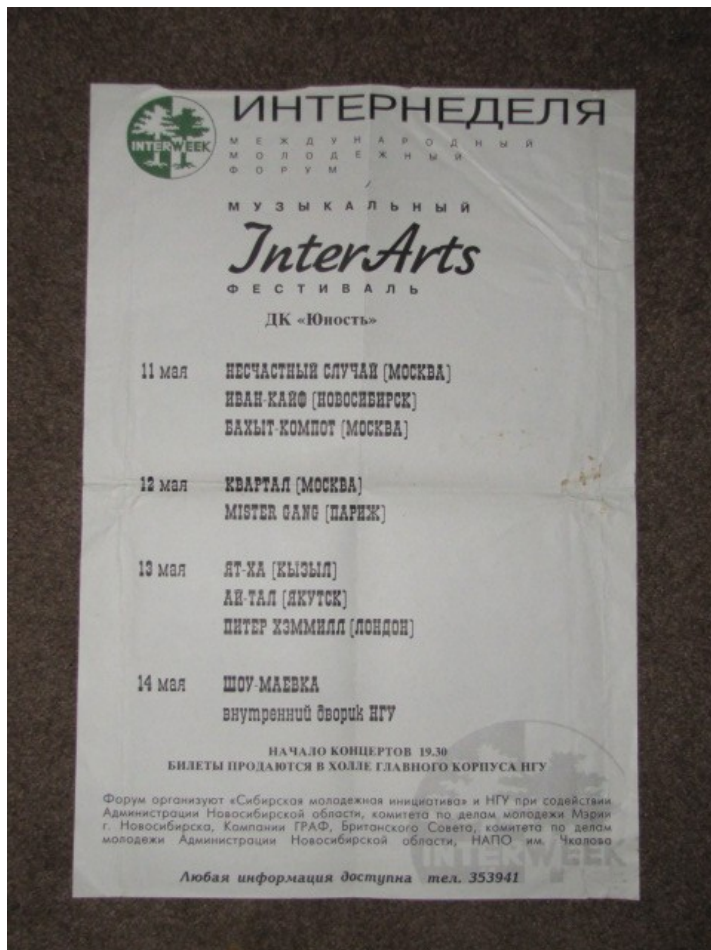 ИНТЕРНЕДЕЛЯ
INTERWEEK
МЕЖДУНАРОДНЫЙ
МОЛОДЕЖНЫЙ
ФОРУМ
МУЗЫКАЛЬНЫЙ
InterArts
ФЕСТИВАЛЬ
ДК «Юность»
11 мая НЕСЧАСТНЫЙ СЛУЧАЙ (МОСКВА)
ИВАН-КАЙФ (НОВОСИБИРСК)
БАХЫТ-КОМПОТ (МОСКВА)
12 мая КВАРТАЛ (МОСКВА)
MISTER GANG (ПАРИЖ)
13 мая ЯТ-ХА (КЫЗЫЛ)
АЙ-ТАЛ (ЯКУТСК)
ПИТЕР ХЭММИЛЛ (ЛОНДОН)
14 мая ШОУ-МАЕВКА
внутренний дворик НГУ
НАЧАЛО КОНЦЕРТОВ 19.30
БИЛЕТЫ ПРОДАЮТСЯ В ХОЛЛЕ ГЛАВНОГО КОРПУСА НГУ
Форум организуют «Сибирская молодежная инициатива» и НГУ при содействии
Администрации Новосибирской области, комитета по делам молодежи Мэрии
г. Новосибирска, Компании ГРАФ, Британского Совета, комитета по делам
молодежи Администрации Новосибирской области, НАПО им. Чкалова
INTERWEEK
Любая информация доступна тел. 353941